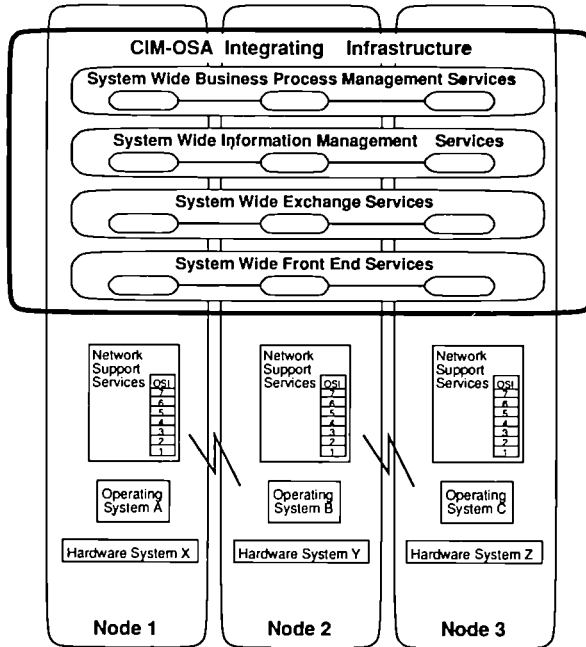 CIM-OSA Integrating Infrastructure
System Wide Business Process Management Services
System Wide Information Management Services
System Wide Exchange Services
System Wide Front End Services
Network
Support
Services
OSI
7
6
5
4
3
2
1
Network
Support
Services
OSI
7
6
5
4
3
2
1
Network
Support
Services
OSI
7
6
5
4
3
2
1
Operating
System A
Operating
System B
Operating
System C
Hardware System X
Hardware System Y
Hardware System Z
Node 1
Node 2
Node 3